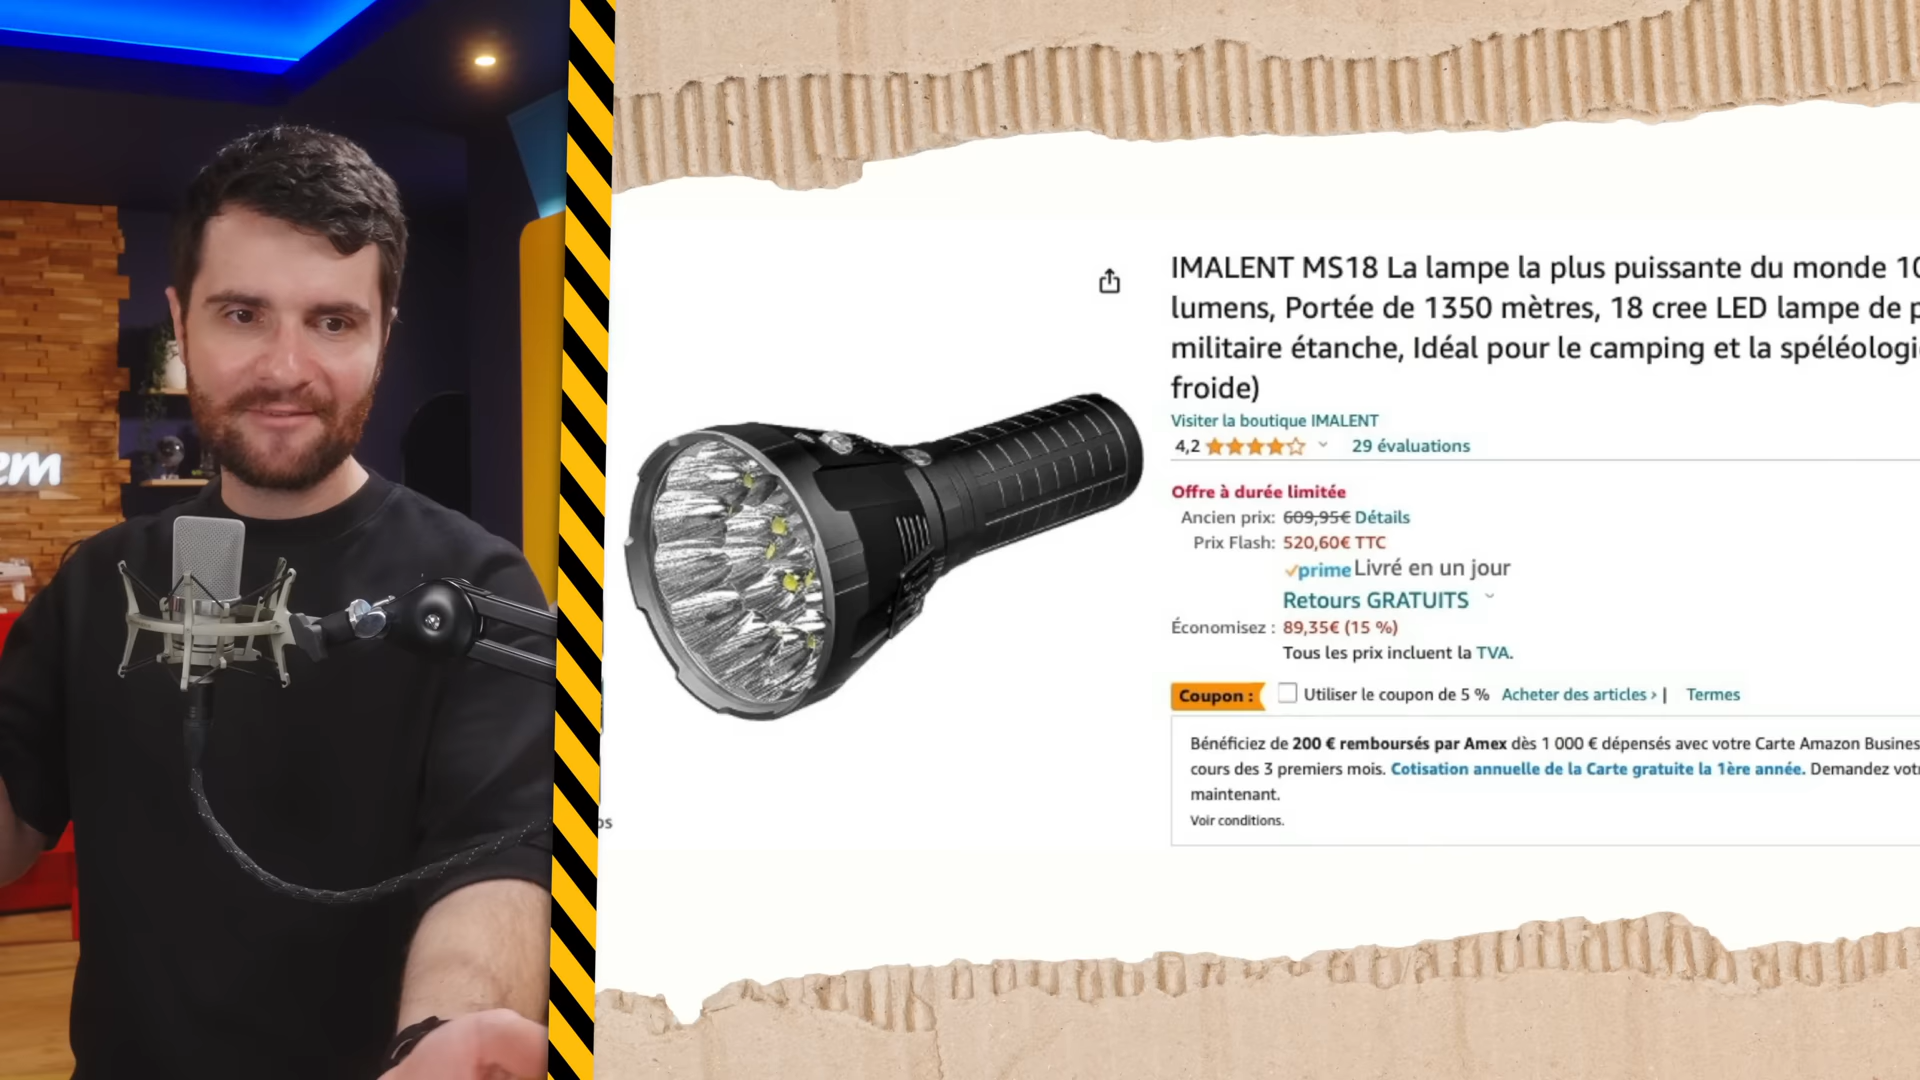 em
IMALENT MS18 La lampe la plus puissante du monde 10
lumens, Portée de 1350 mètres, 18 cree LED lampe de p
militaire étanche, Idéal pour le camping et la spéléologi
froide)
Visiter la boutique IMALENT
4,2 29 évaluations
Offre à durée limitée
Ancien prix: 609,95€ Détails
Prix Flash: 520,60€ TTC
prime Livré en un jour
Retours GRATUITS
Économisez : 89,35€ (15 %)
Tous les prix incluent la TVA.
Coupon : Utiliser le coupon de 5 % Acheter des articles › | Termes
Bénéficiez de 200 € remboursés par Amex dès 1 000 € dépensés avec votre Carte Amazon Busines
cours des 3 premiers mois. Cotisation annuelle de la Carte gratuite la 1ère année. Demandez vot
maintenant.
Voir conditions.
os